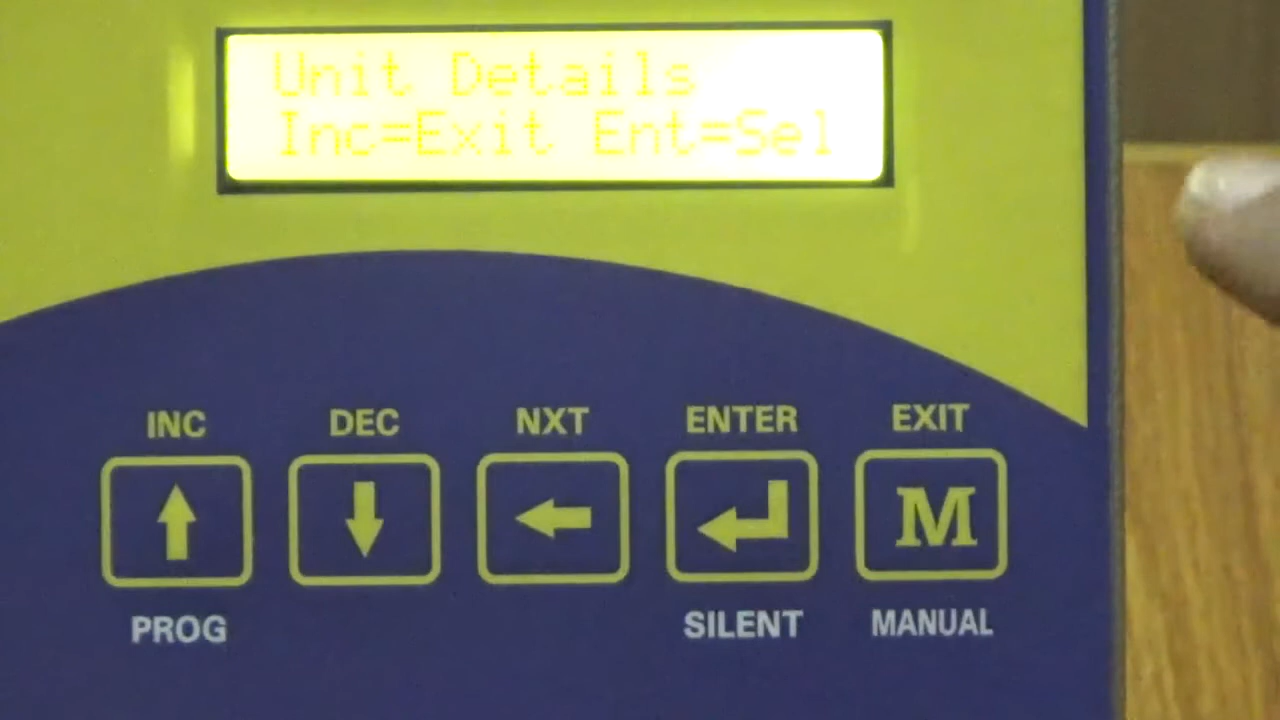 Unit Details
Inc=Exit Ent=Sel
INC DEC NXT ENTER EXIT
M
PROG SILENT MANUAL